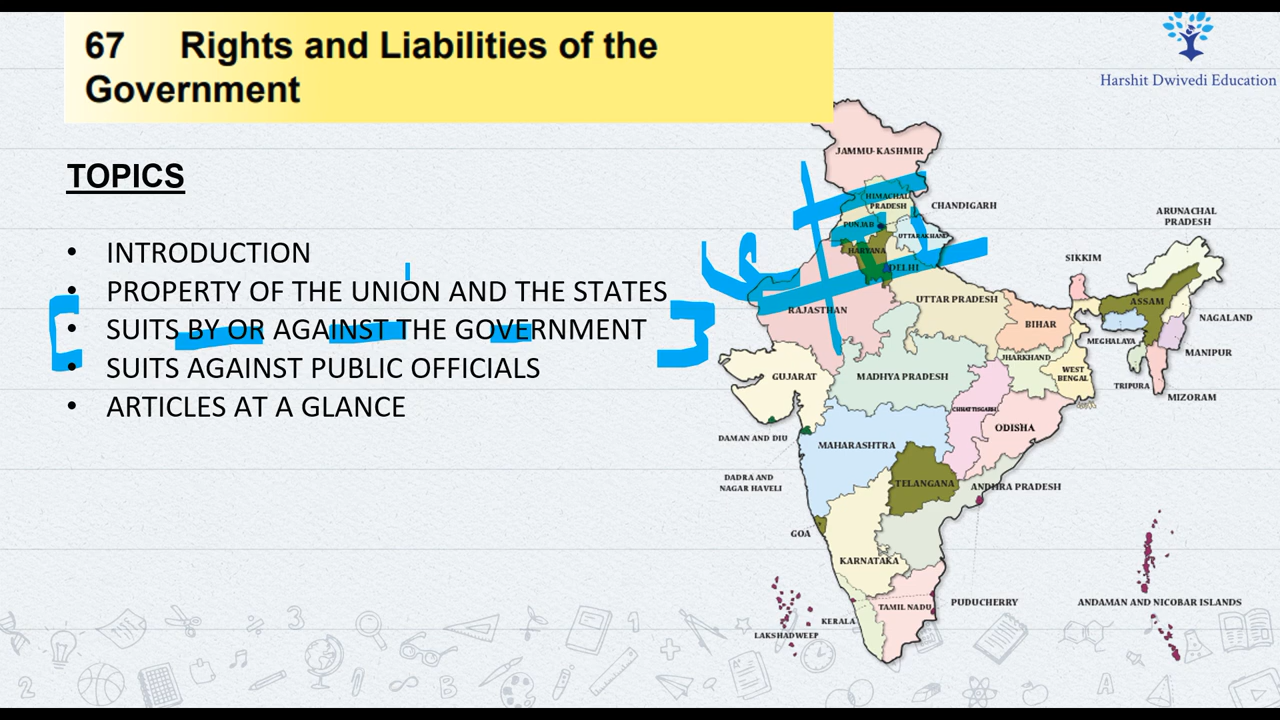 67 Rights and Liabilities of the
Government
Harshit Dwivedi Education
TOPICS
• INTRODUCTION
• PROPERTY OF THE UNION AND THE STATES
• SUITS BY OR AGAINST THE GOVERNMENT
• SUITS AGAINST PUBLIC OFFICIALS
• ARTICLES AT A GLANCE
JAMMU-KASHMIR
HIMACHAL
PRADESH
CHANDIGARH
PUNJAB
UTTARAKHAND
HARYANA
DELHI
ARUNACHAL
PRADESH
SIKKIM
RAJASTHAN
UTTAR PRADESH
BIHAR
ASSAM
NAGALAND
MEGHALAYA
MANIPUR
TRIPURA
MIZORAM
GUJARAT
MADHYA PRADESH
JHARKHAND
WEST
BENGAL
CHHATTISGARH
ODISHA
DAMAN AND DIU
MAHARASHTRA
DADRA AND
NAGAR HAVELI
TELANGANA
ANDHRA PRADESH
GOA
KARNATAKA
TAMIL NADU
PUDUCHERRY
ANDAMAN AND NICOBAR ISLANDS
KERALA
LAKSHADWEEP